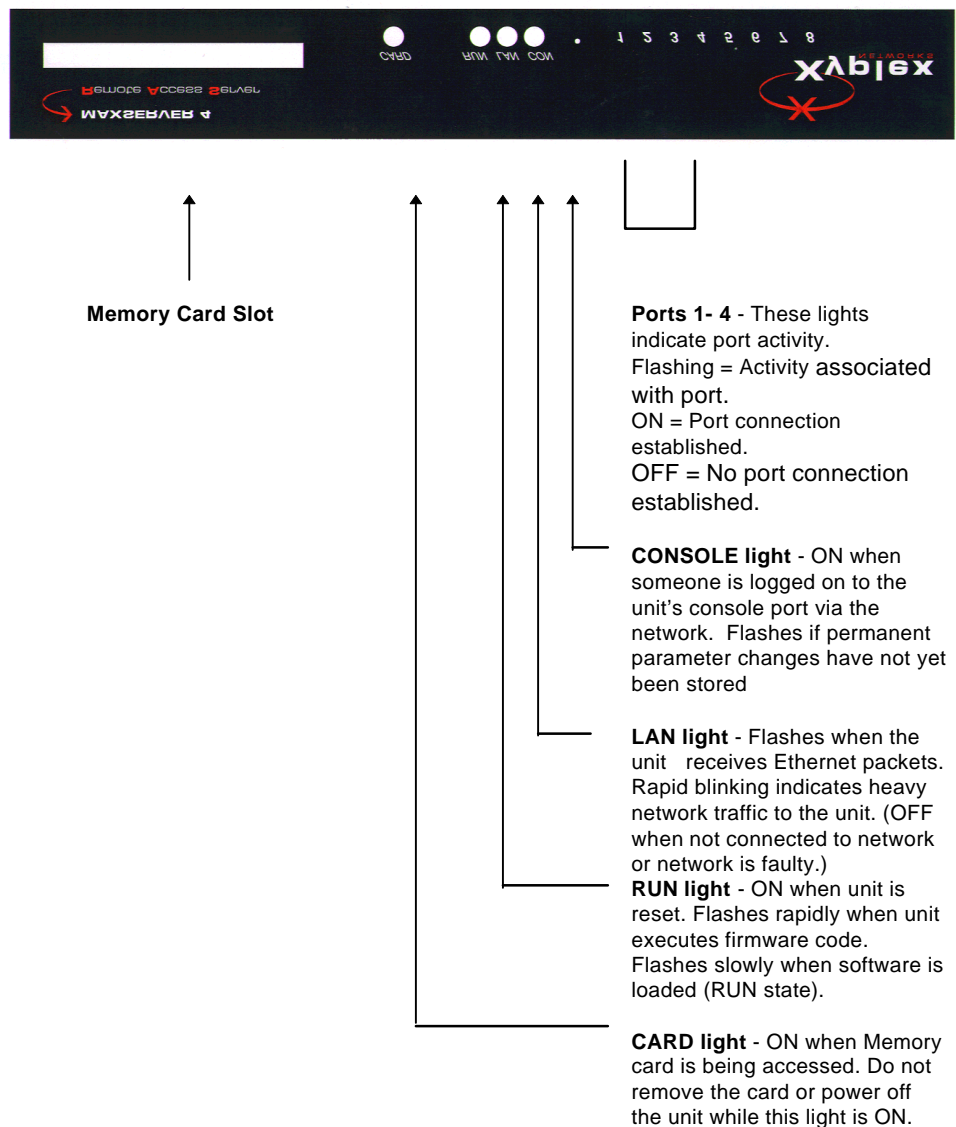 CARD
RUN LAN CON
1 2 3 4 5 6 7 8
Xyplex
NETWORKS
Remote Access Server
MAXSERVER 4
Memory Card Slot
Ports 1- 4 - These lights
indicate port activity.
Flashing = Activity associated
with port.
ON = Port connection
established.
OFF = No port connection
established.
CONSOLE light - ON when
someone is logged on to the
unit's console port via the
network. Flashes if permanent
parameter changes have not yet
been stored
LAN light - Flashes when the
unit receives Ethernet packets.
Rapid blinking indicates heavy
network traffic to the unit. (OFF
when not connected to network
or network is faulty.)
RUN light - ON when unit is
reset. Flashes rapidly when unit
executes firmware code.
Flashes slowly when software is
loaded (RUN state).
CARD light - ON when Memory
card is being accessed. Do not
remove the card or power off
the unit while this light is ON.